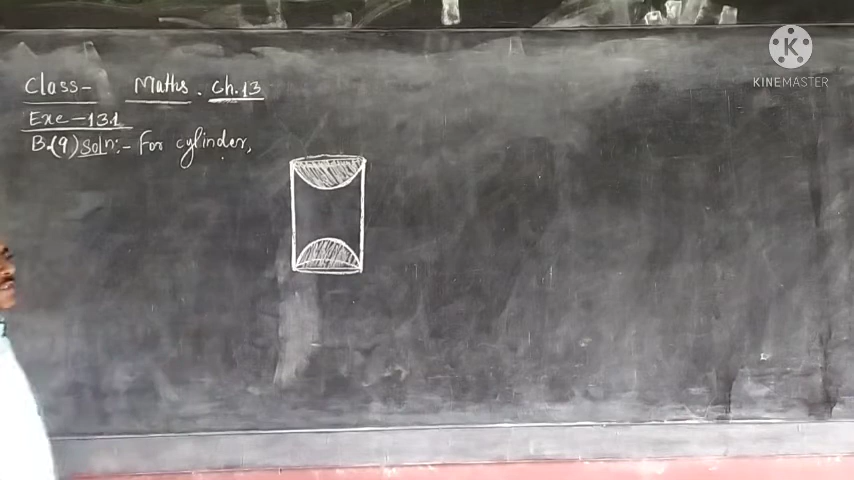 Class- Maths. Ch.13
Exe-13.1
B.(9) Soln:- For cylinder,
K
KINEMASTER